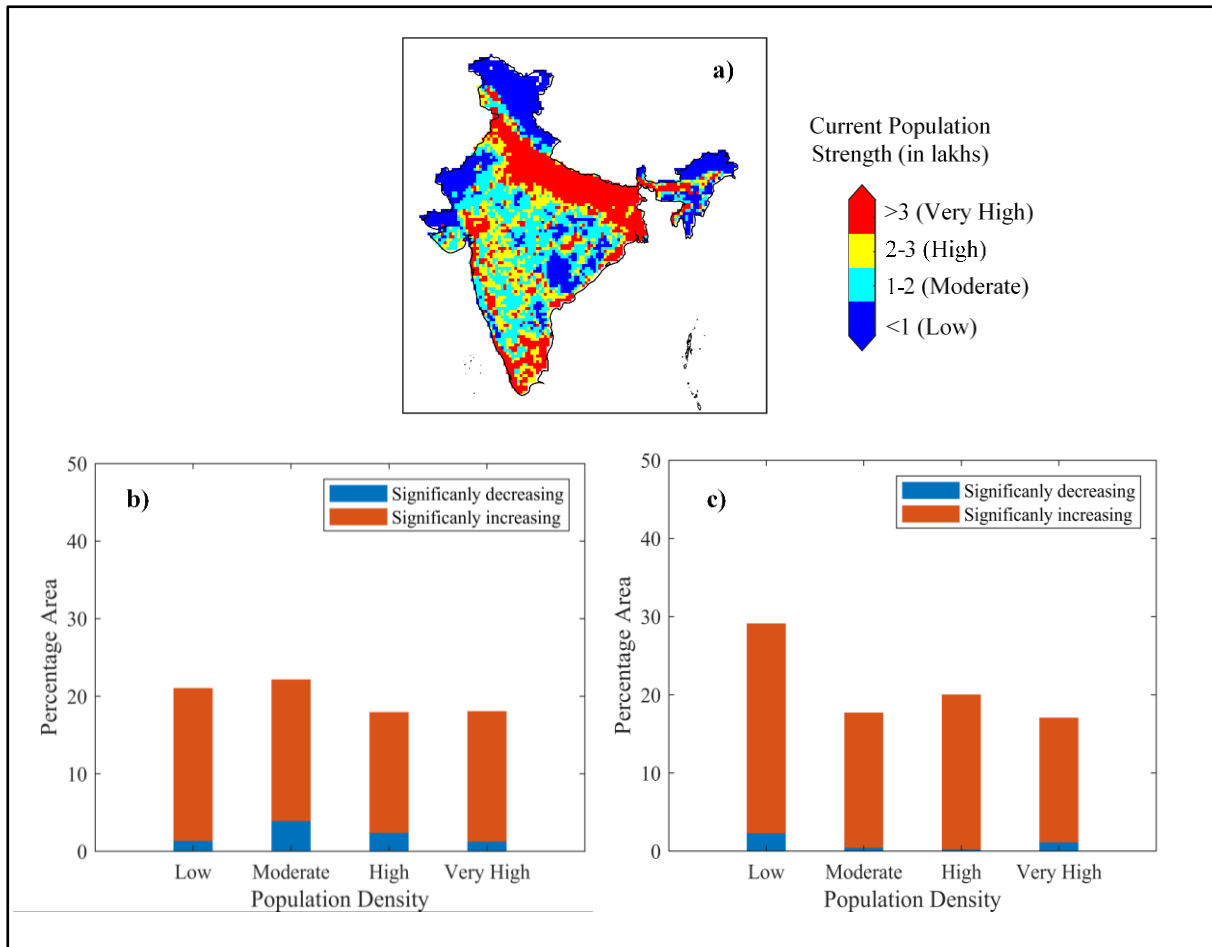 a)
Current Population
Strength (in lakhs)
>3 (Very High)
2-3 (High)
1-2 (Moderate)
<1 (Low)
b)
Significanly decreasing
Significanly increasing
50
40
30
20
10
0
Percentage Area
Low Moderate High Very High
Population Density
c)
Significanly decreasing
Significanly increasing
50
40
30
20
10
0
Percentage Area
Low Moderate High Very High
Population Density